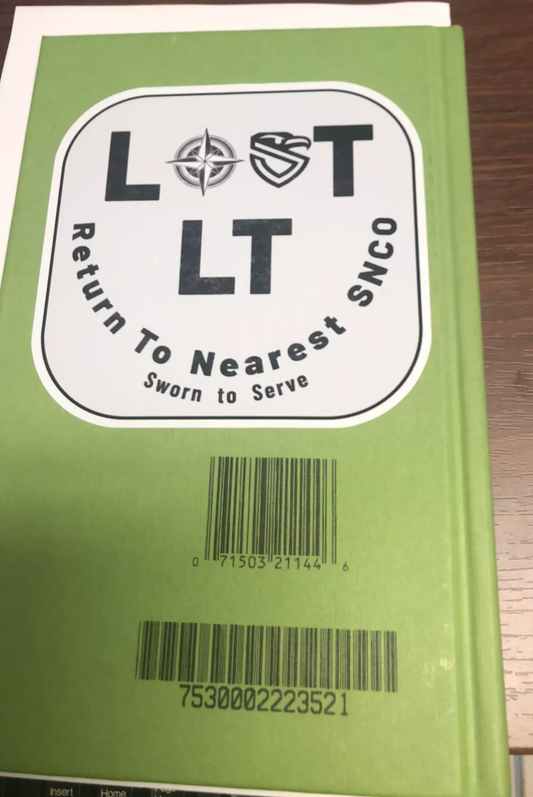 LOST
LT
Return To Nearest SNCO
Sworn to Serve
0 71503 21144 6
7530002223521
Insert
Home